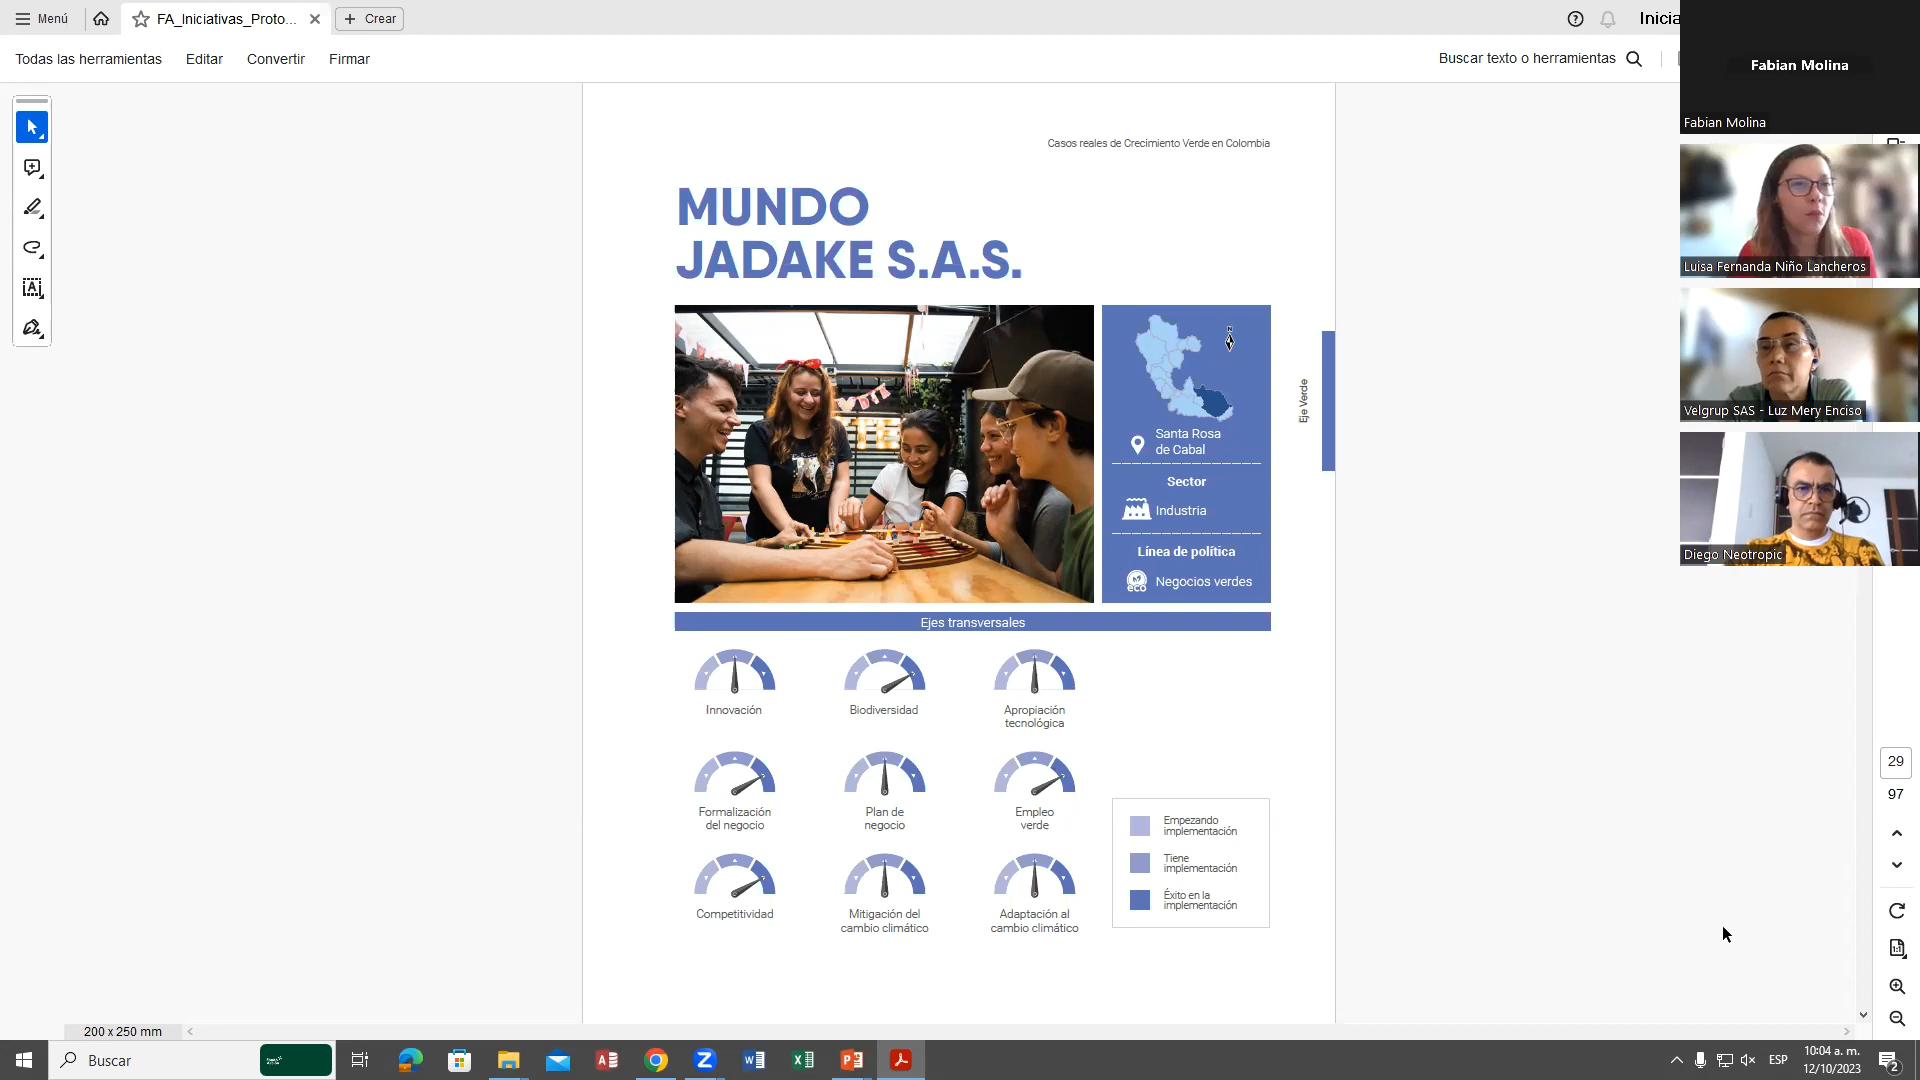 Menú
FA_Iniciativas_Proto...
Crear
Inicia
Todas las herramientas
Editar
Convertir
Firmar
Buscar texto o herramientas
Fabian Molina
Fabian Molina
Luisa Fernanda Niño Lancheros
Velgrup SAS - Luz Mery Enciso
Diego Neotropic
Casos reales de Crecimiento Verde en Colombia
MUNDO
JADAKE S.A.S.
N
Santa Rosa
de Cabal
Sector
Industria
Línea de política
eco
Negocios verdes
Eje Verde
Ejes transversales
Innovación
Biodiversidad
Apropiación
tecnológica
Formalización
del negocio
Plan de
negocio
Empleo
verde
Competitividad
Mitigación del
cambio climático
Adaptación al
cambio climático
Empezando
implementación
Tiene
implementación
Éxito en la
implementación
29
97
200 x 250 mm
Buscar
ESP
10:04 a. m.
12/10/2023
2